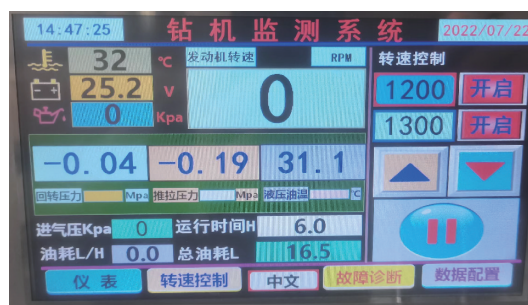 14:47:25 钻机监测系统 2022/07/22
32 ℃ 发动机转速 RPM 转速控制
25.2 V 0 1200 开启
0 Kpa 1300 开启
-0.04 -0.19 31.1
回转压力 Mpa 推拉压力 Mpa 液压油温 ℃
进气压Kpa 0 运行时间H 6.0
油耗L/H 0.0 总油耗L 16.5
仪表 转速控制 中文 故障诊断 数据配置